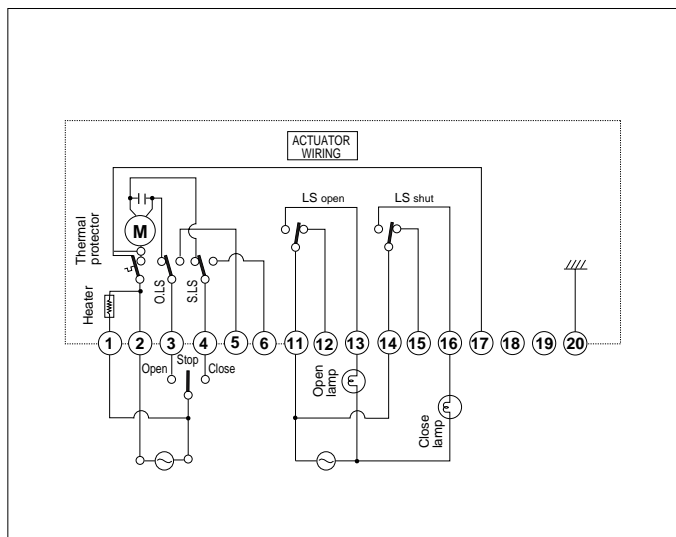 ACTUATOR
WIRING
LS open
LS shut
M
Thermal
protector
O.LS
S.LS
Heater
1 2 3 4 5 6 11 12 13 14 15 16 17 18 19 20
Open Stop Close
Open
lamp
Close
lamp